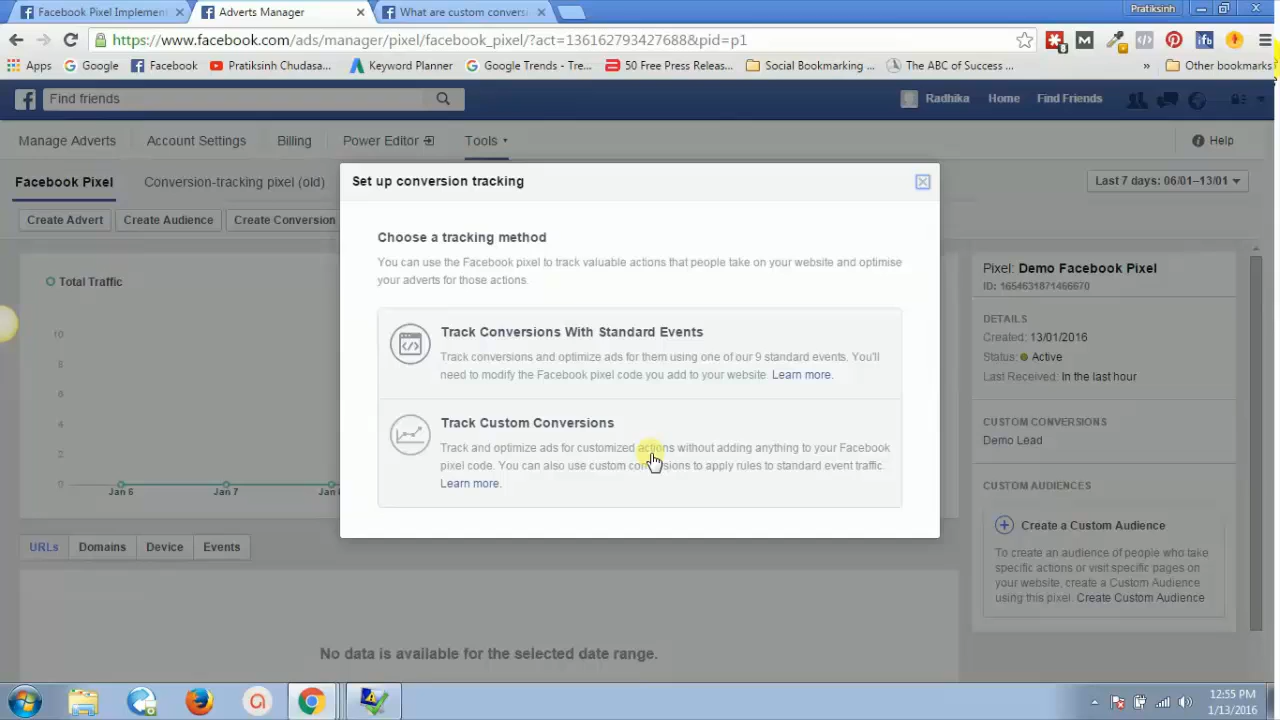 Facebook Pixel Implemen
Adverts Manager
What are custom convers
Pratiksinh
https://www.facebook.com/ads/manager/pixel/facebook_pixel/?act=136162793427688&pid=p1
Apps
Google
Facebook
Pratiksinh Chudasa...
Keyword Planner
Google Trends - Tre...
50 Free Press Releas...
Social Bookmarking ...
The ABC of Success ...
»
Other bookmarks
Find friends
Radhika
Home
Find Friends
Manage Adverts
Account Settings
Billing
Power Editor
Tools
Help
Facebook Pixel
Conversion-tracking pixel (old)
Last 7 days: 06/01–13/01
Create Advert
Create Audience
Create Conversion
Set up conversion tracking
Choose a tracking method
You can use the Facebook pixel to track valuable actions that people take on your website and optimise
your adverts for those actions.
Track Conversions With Standard Events
Track conversions and optimize ads for them using one of our 9 standard events. You'll
need to modify the Facebook pixel code you add to your website. Learn more.
Track Custom Conversions
Track and optimize ads for customized actions without adding anything to your Facebook
pixel code. You can also use custom conversions to apply rules to standard event traffic.
Learn more.
Total Traffic
10
8
6
4
2
0
Jan 6
Jan 7
Jan 8
Pixel: Demo Facebook Pixel
ID: 1654631871466670
DETAILS
Created: 13/01/2016
Status: Active
Last Received: In the last hour
CUSTOM CONVERSIONS
Demo Lead
CUSTOM AUDIENCES
Create a Custom Audience
To create an audience of people who take
specific actions or visit specific pages on
your website, create a Custom Audience
using this pixel. Create Custom Audience
URLs
Domains
Device
Events
No data is available for the selected date range.
12:55 PM
1/13/2016